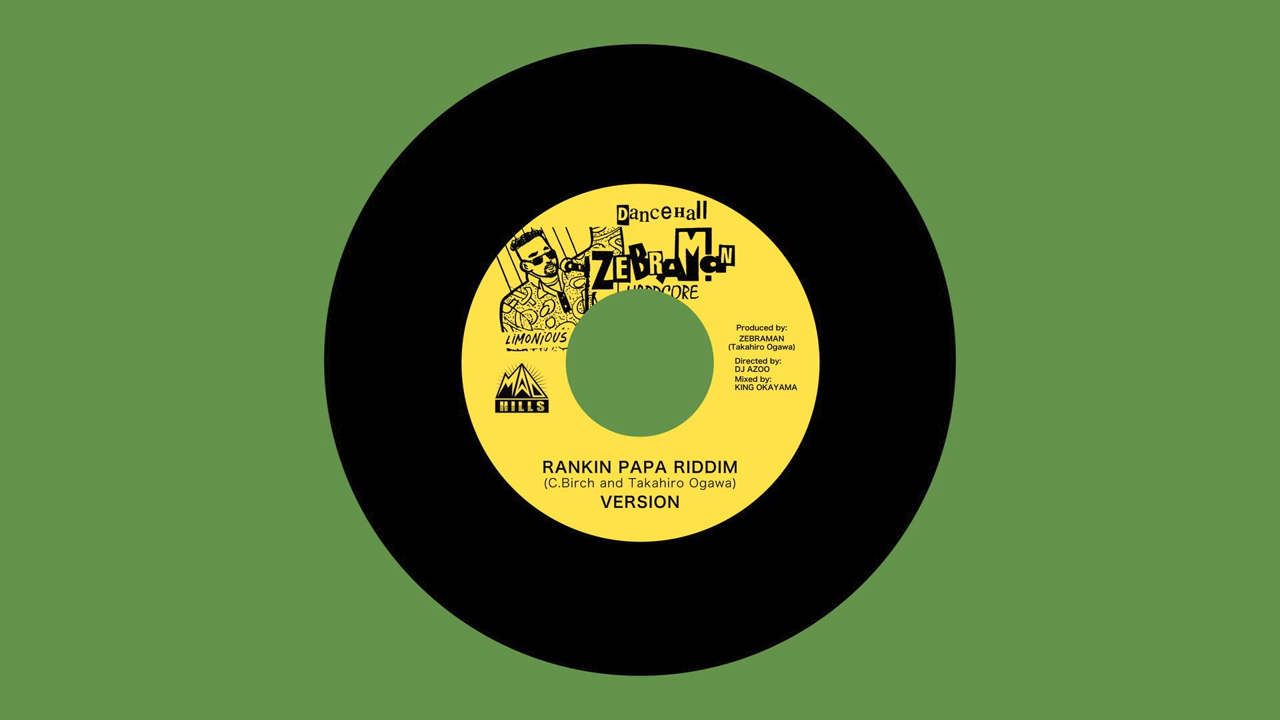 DanceHall
ZEBRAMaN
HARDCORE
LIMONIOUS
MAD
HILLS
Produced by:
ZEBRAMAN
(Takahiro Ogawa)
Directed by:
DJ AZOO
Mixed by:
KING OKAYAMA
RANKIN PAPA RIDDIM
(C.Birch and Takahiro Ogawa)
VERSION